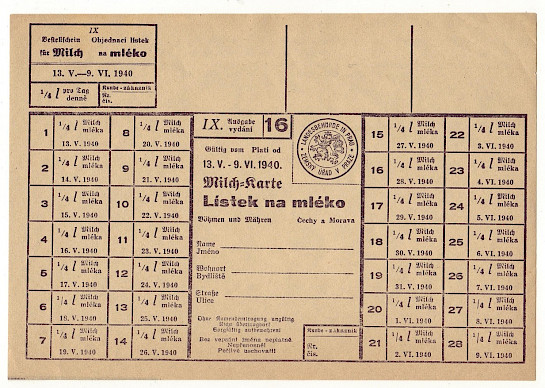 IX
Bestellschein Objednací lístek
für Milch na mléko
13. V.—9. VI. 1940
1/4 l pro Tag
denně
Kunde - zákazník
Nr.
čís.
1 1/4 l Milch mléka 13. V. 1940
2 1/4 l Milch mléka 14. V. 1940
3 1/4 l Milch mléka 15. V. 1940
4 1/4 l Milch mléka 16. V. 1940
5 1/4 l Milch mléka 17. V. 1940
6 1/4 l Milch mléka 18. V. 1940
7 1/4 l Milch mléka 19. V. 1940
8 1/4 l Milch mléka 20. V. 1940
9 1/4 l Milch mléka 21. V. 1940
10 1/4 l Milch mléka 22. V. 1940
11 1/4 l Milch mléka 23. V. 1940
12 1/4 l Milch mléka 24. V. 1940
13 1/4 l Milch mléka 25. V. 1940
14 1/4 l Milch mléka 26. V. 1940
IX. Ausgabe
vydání
16
Gültig vom Platí od
13. V. - 9. VI. 1940.
LANDESBEHÖRDE IN PRAG
ZEMSKÝ ÚŘAD V PRAZE
Milch=Karte
Lístek na mléko
Böhmen und Mähren Čechy a Morava
Name
Jméno
Wohnort
Bydliště
Straße
Ulice
Ohne Namenseintragung ungültig
Nicht übertragbar!
Sorgfältig aufbewahren!
Bez vepsání jména neplatné.
Nepřenosné!
Pečlivě uschovati!
Kunde - zákazník
Nr.
čís.
15 1/4 l Milch mléka 27. V. 1940
16 1/4 l Milch mléka 28. V. 1940
17 1/4 l Milch mléka 29. V. 1940
18 1/4 l Milch mléka 30. V. 1940
19 1/4 l Milch mléka 31. V. 1940
20 1/4 l Milch mléka 1. VI. 1940
21 1/4 l Milch mléka 2. VI. 1940
22 1/4 l Milch mléka 3. VI. 1940
23 1/4 l Milch mléka 4. VI. 1940
24 1/4 l Milch mléka 5. VI. 1940
25 1/4 l Milch mléka 6. VI. 1940
26 1/4 l Milch mléka 7. VI. 1940
27 1/4 l Milch mléka 8. VI. 1940
28 1/4 l Milch mléka 9. VI. 1940